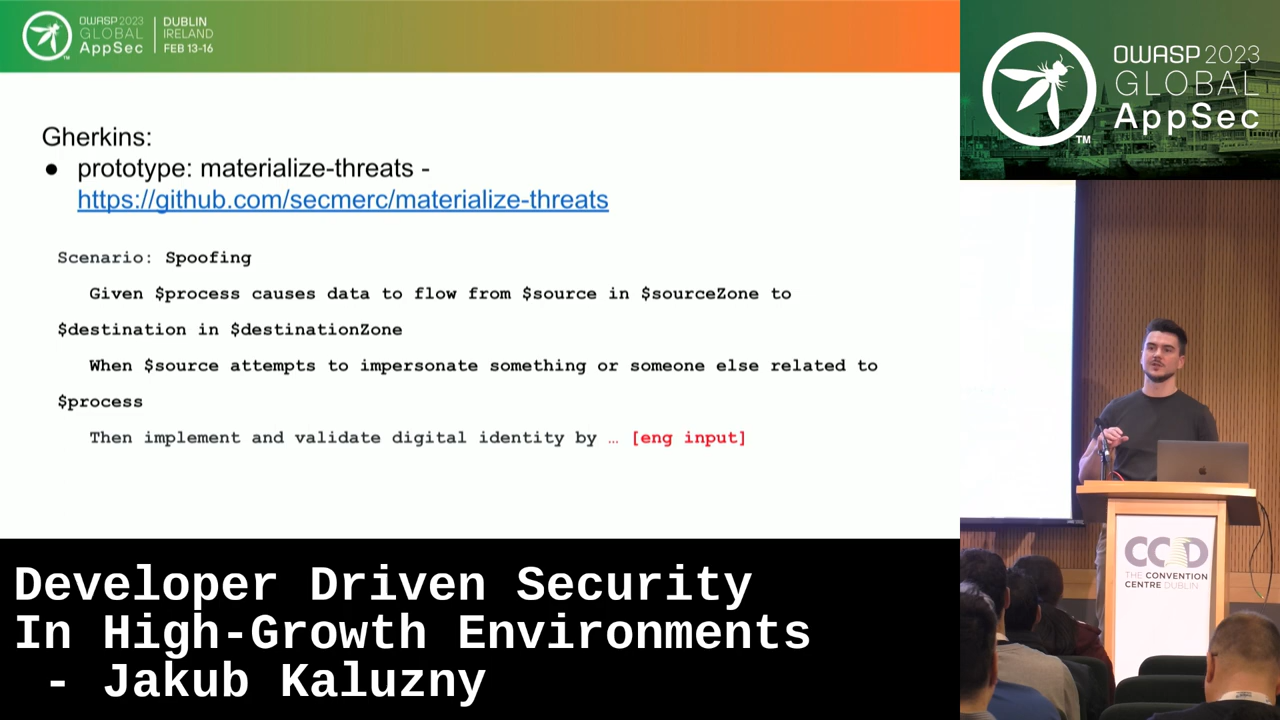 OWASP 2023
GLOBAL
AppSec
TM
DUBLIN
IRELAND
FEB 13-16
Gherkins:
● prototype: materialize-threats -
https://github.com/secmerc/materialize-threats
Scenario: Spoofing
Given $process causes data to flow from $source in $sourceZone to
$destination in $destinationZone
When $source attempts to impersonate something or someone else related to
$process
Then implement and validate digital identity by … [eng input]
Developer Driven Security
In High-Growth Environments
- Jakub Kaluzny
OWASP 2023
GLOBAL
AppSec
TM
CCD
THE CONVENTION
CENTRE DUBLIN